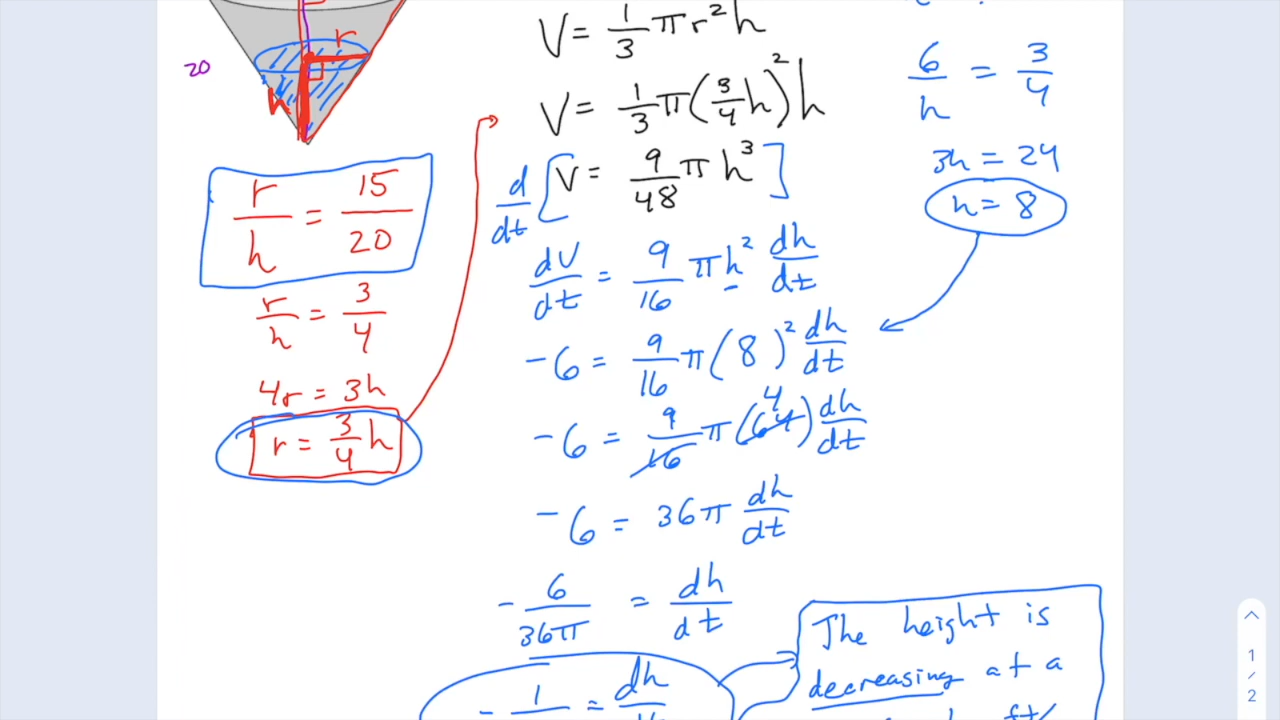 r
20
h
r/h = 15/20
r/h = 3/4
4r = 3h
r = 3/4 h
V = 1/3 π r² h
V = 1/3 π (3/4 h)² h
d/dt [V = 9/48 π h³]
dV/dt = 9/16 π h² dh/dt
-6 = 9/16 π (8)² dh/dt
4
-6 = 9/16 π (64) dh/dt
-6 = 36π dh/dt
-6/36π = dh/dt
6/h = 3/4
3h = 24
h = 8
The height is
decreasing at a